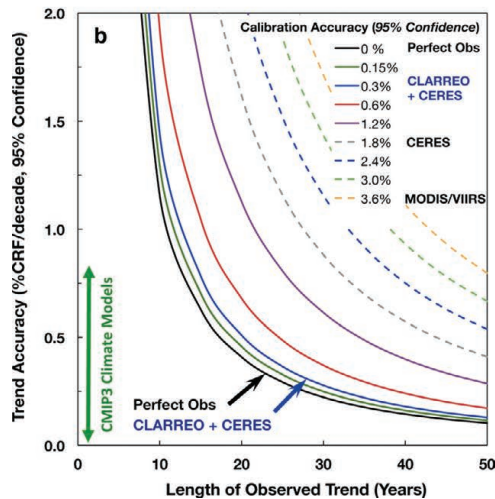 b
Calibration Accuracy (95% Confidence)
0 % Perfect Obs
0.15%
0.3% CLARREO
+ CERES
0.6%
1.2%
1.8% CERES
2.4%
3.0%
3.6% MODIS/VIIRS
Trend Accuracy (%CRF/decade, 95% Confidence)
2.0
1.5
1.0
0.5
0.0
CMIP3 Climate Models
Perfect Obs
CLARREO + CERES
0 10 20 30 40 50
Length of Observed Trend (Years)